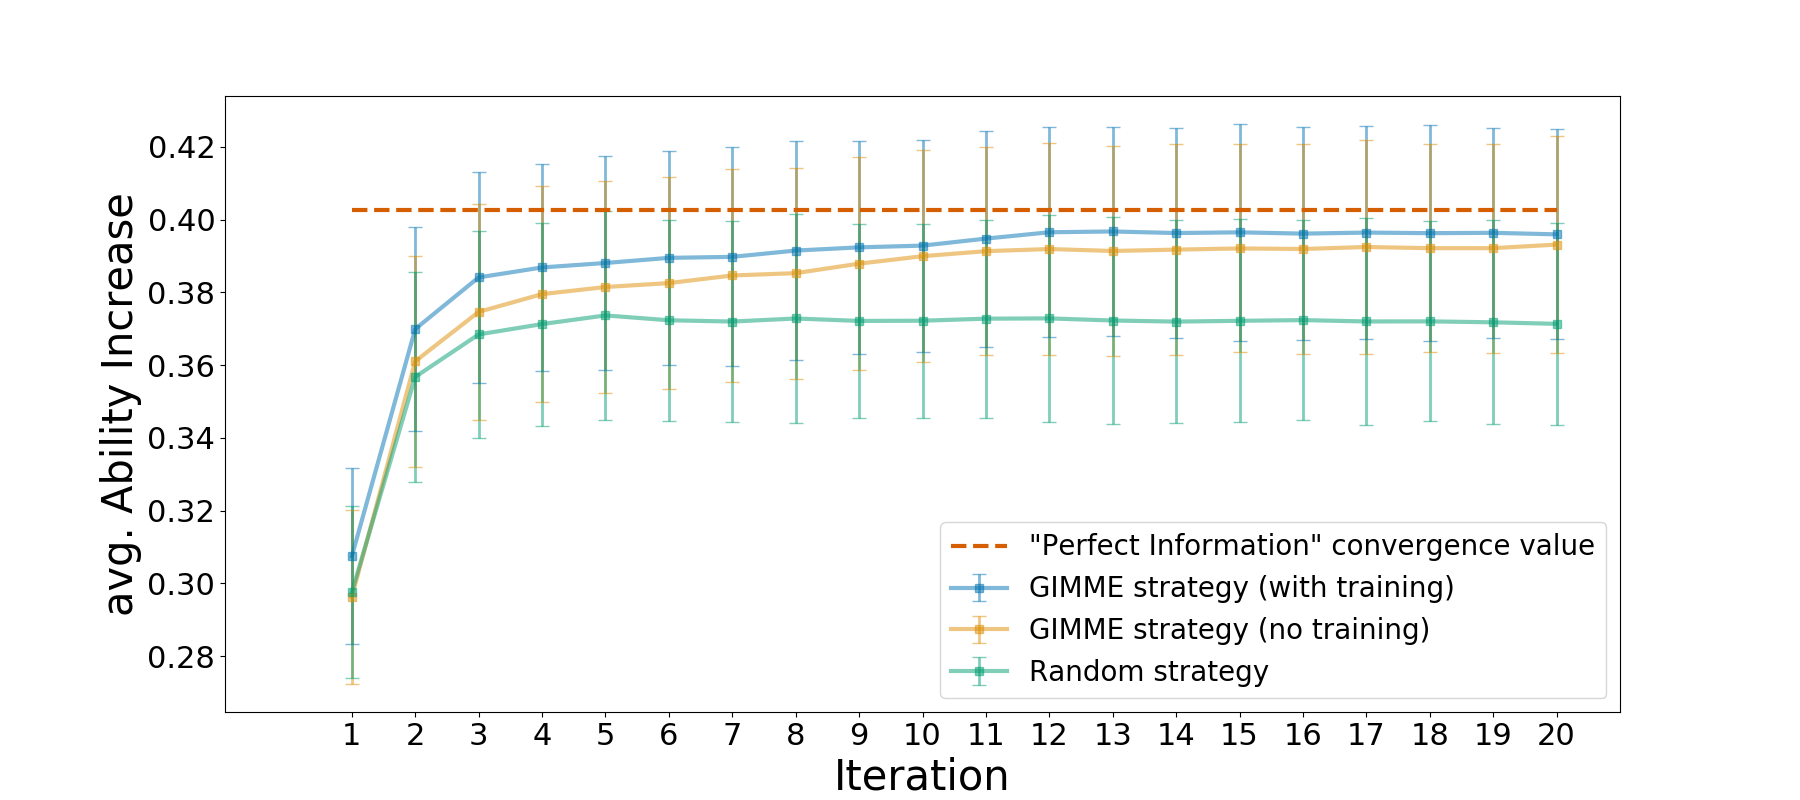 avg. Ability Increase
0.42
0.40
0.38
0.36
0.34
0.32
0.30
0.28
"Perfect Information" convergence value
GIMME strategy (with training)
GIMME strategy (no training)
Random strategy
1 2 3 4 5 6 7 8 9 10 11 12 13 14 15 16 17 18 19 20
Iteration